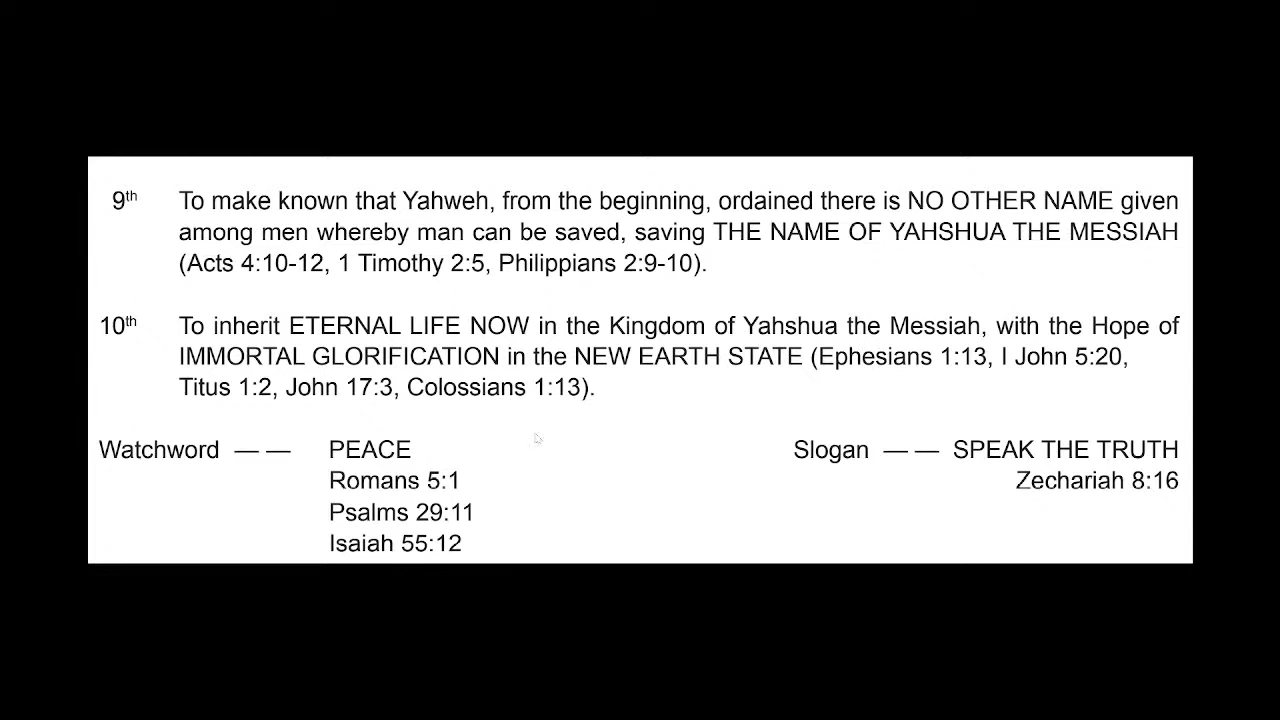 9th To make known that Yahweh, from the beginning, ordained there is NO OTHER NAME given
among men whereby man can be saved, saving THE NAME OF YAHSHUA THE MESSIAH
(Acts 4:10-12, 1 Timothy 2:5, Philippians 2:9-10).
10th To inherit ETERNAL LIFE NOW in the Kingdom of Yahshua the Messiah, with the Hope of
IMMORTAL GLORIFICATION in the NEW EARTH STATE (Ephesians 1:13, I John 5:20,
Titus 1:2, John 17:3, Colossians 1:13).
Watchword — — PEACE Slogan — — SPEAK THE TRUTH
Romans 5:1 Zechariah 8:16
Psalms 29:11
Isaiah 55:12